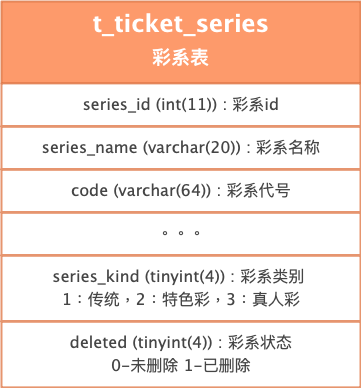 t_ticket_series
彩系表
series_id (int(11)) : 彩系id
series_name (varchar(20)) : 彩系名称
code (varchar(64)) : 彩系代号
。。。
series_kind (tinyint(4)) : 彩系类别
1：传统，2：特色彩，3：真人彩
deleted (tinyint(4)) : 彩系状态
0-未删除 1-已删除